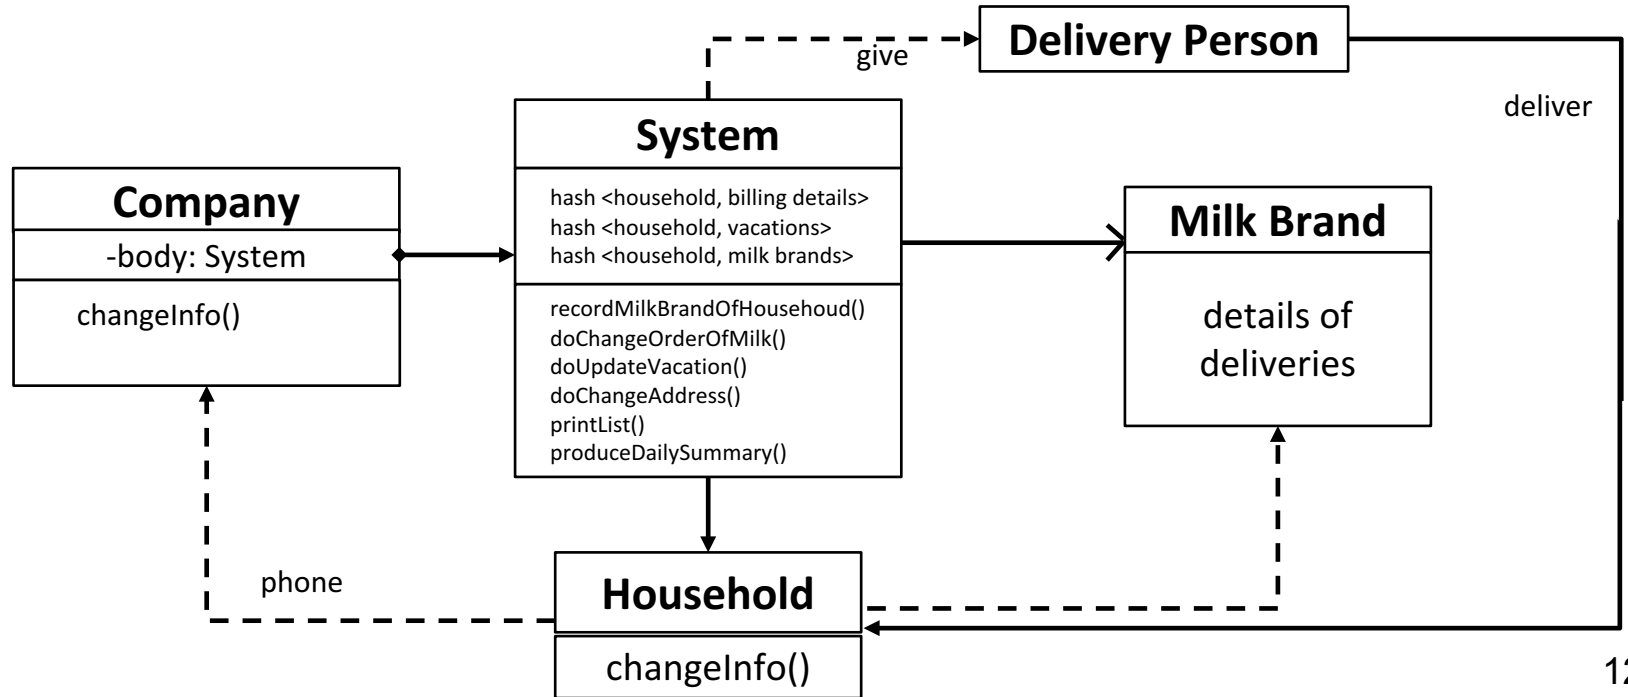 Delivery Person
give
deliver
System
hash <household, billing details>
hash <household, vacations>
hash <household, milk brands>
recordMilkBrandOfHousehoud()
doChangeOrderOfMilk()
doUpdateVacation()
doChangeAddress()
printList()
produceDailySummary()
Company
-body: System
changeInfo()
Milk Brand
details of
deliveries
phone
Household
changeInfo()
12